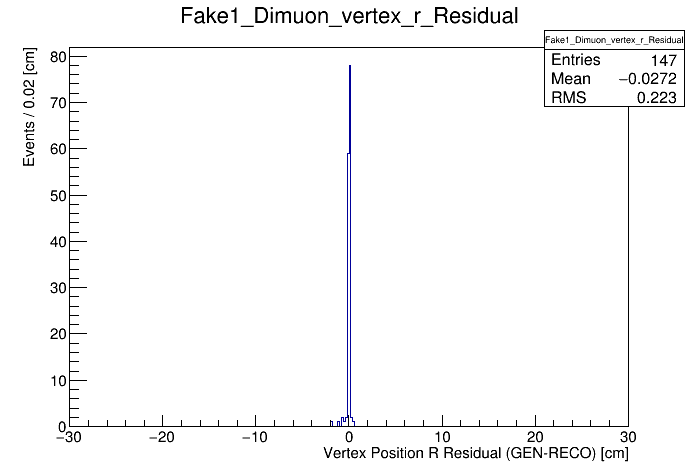 Fake1_Dimuon_vertex_r_Residual
Fake1_Dimuon_vertex_r_Residual
Entries 147
Mean −0.0272
RMS 0.223
Events / 0.02 [cm]
80
70
60
50
40
30
20
10
0
−30 −20 −10 0 10 20 30
Vertex Position R Residual (GEN-RECO) [cm]